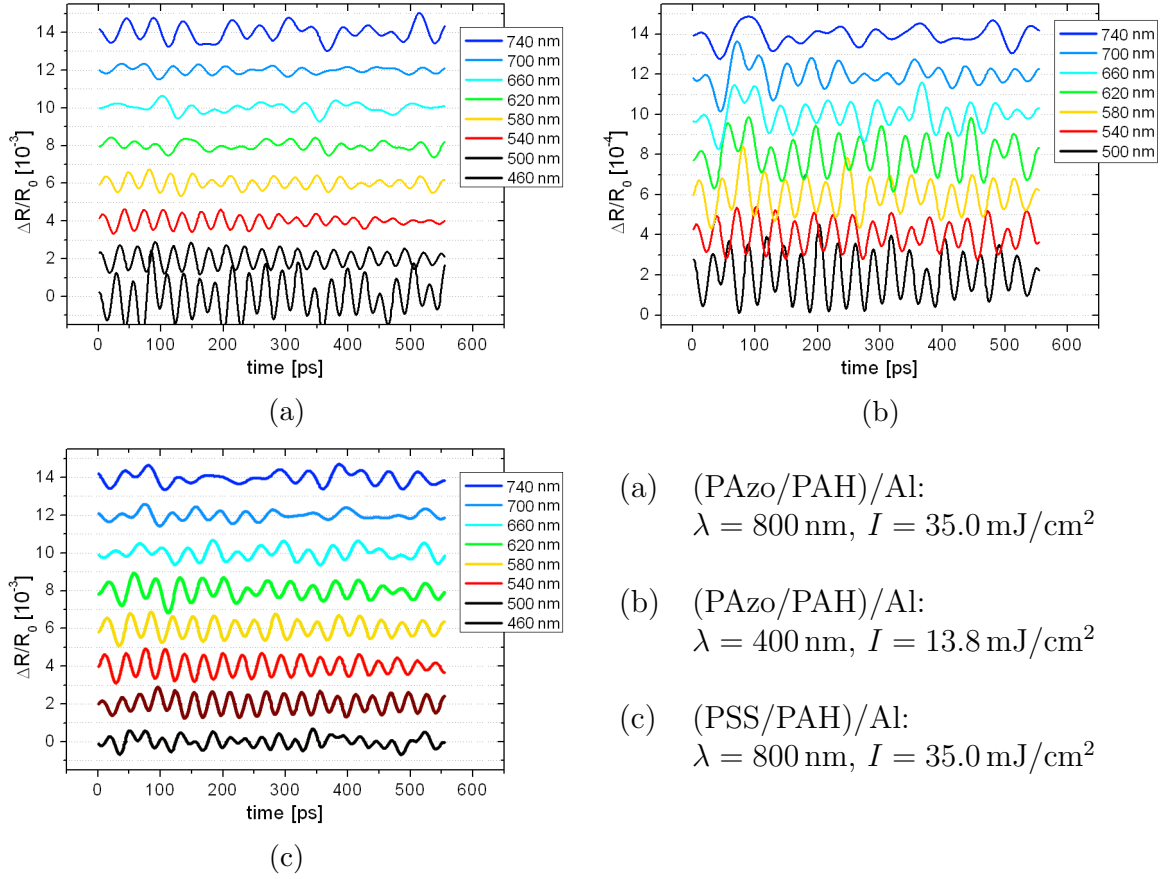 ΔR/R₀ [10⁻³]
14
12
10
8
6
4
2
0
0 100 200 300 400 500 600
time [ps]
740 nm
700 nm
660 nm
620 nm
580 nm
540 nm
500 nm
460 nm
(a)
ΔR/R₀ [10⁻⁴]
14
12
10
8
6
4
2
0
0 100 200 300 400 500 600
time [ps]
740 nm
700 nm
660 nm
620 nm
580 nm
540 nm
500 nm
(b)
ΔR/R₀ [10⁻³]
14
12
10
8
6
4
2
0
0 100 200 300 400 500 600
time [ps]
740 nm
700 nm
660 nm
620 nm
580 nm
540 nm
500 nm
460 nm
(c)
(a) (PAzo/PAH)/Al:
λ = 800 nm, I = 35.0 mJ/cm²
(b) (PAzo/PAH)/Al:
λ = 400 nm, I = 13.8 mJ/cm²
(c) (PSS/PAH)/Al:
λ = 800 nm, I = 35.0 mJ/cm²